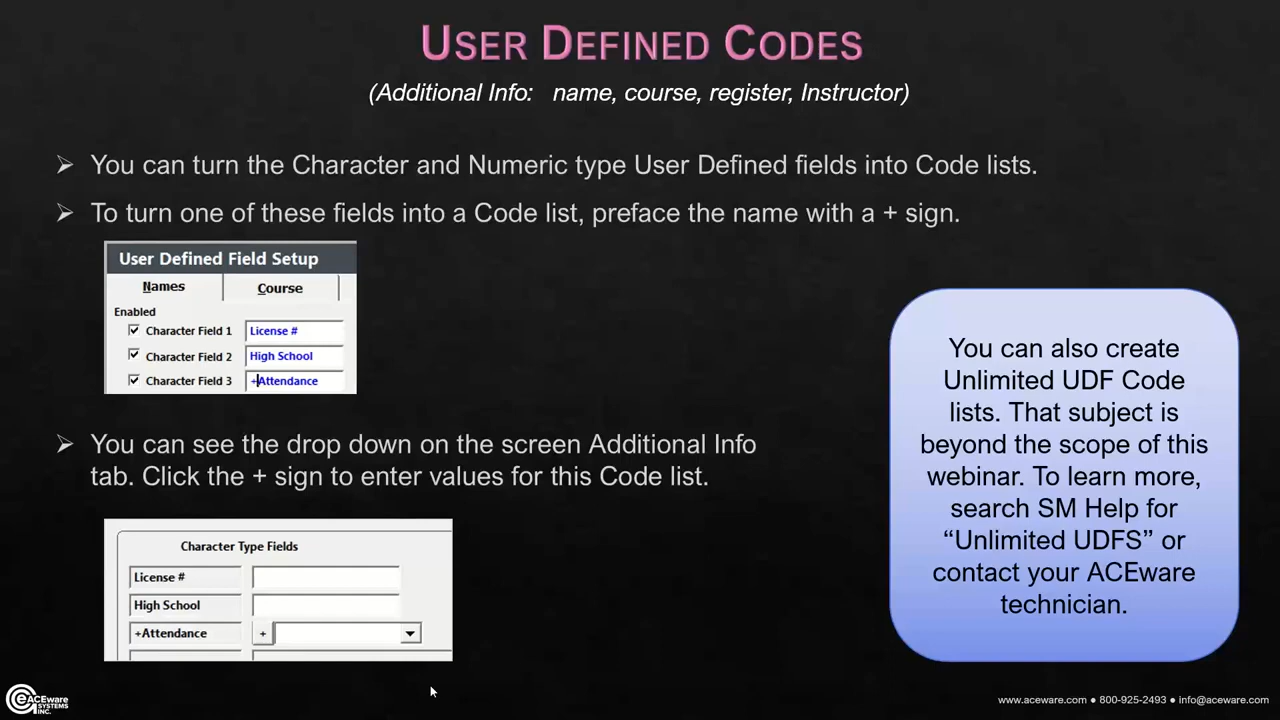 USER DEFINED CODES
(Additional Info: name, course, register, Instructor)
➢ You can turn the Character and Numeric type User Defined fields into Code lists.
➢ To turn one of these fields into a Code list, preface the name with a + sign.
User Defined Field Setup
Names Course
Enabled
Character Field 1 License #
Character Field 2 High School
Character Field 3 +Attendance
➢ You can see the drop down on the screen Additional Info
tab. Click the + sign to enter values for this Code list.
Character Type Fields
License #
High School
+Attendance +
You can also create
Unlimited UDF Code
lists. That subject is
beyond the scope of this
webinar. To learn more,
search SM Help for
“Unlimited UDFS” or
contact your ACEware
technician.
ACEware
SYSTEMS
INC.
www.aceware.com ● 800-925-2493 ● info@aceware.com